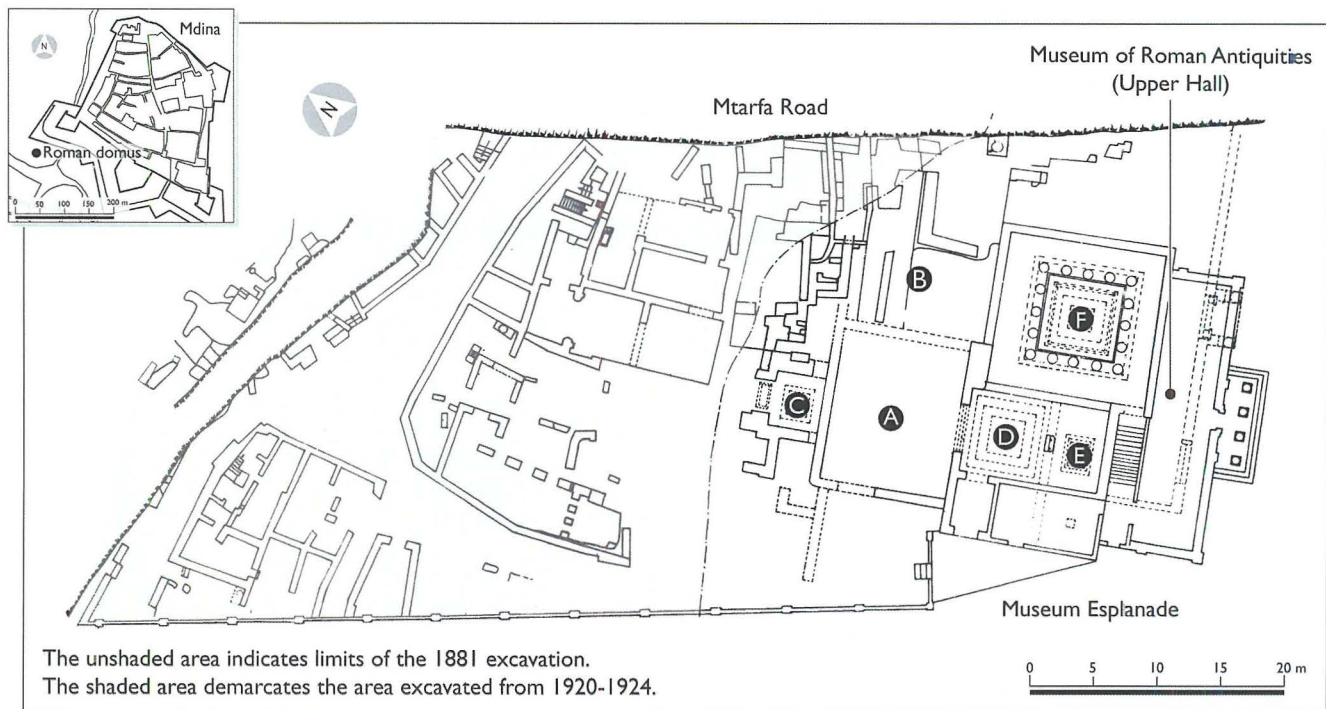 Mdina
N
Roman domus
0 50 100 150 200 m
Museum of Roman Antiquities
(Upper Hall)
N
Mtarfa Road
B
F
C
A
D
E
Museum Esplanade
The unshaded area indicates limits of the 1881 excavation.
The shaded area demarcates the area excavated from 1920-1924.
0 5 10 15 20 m